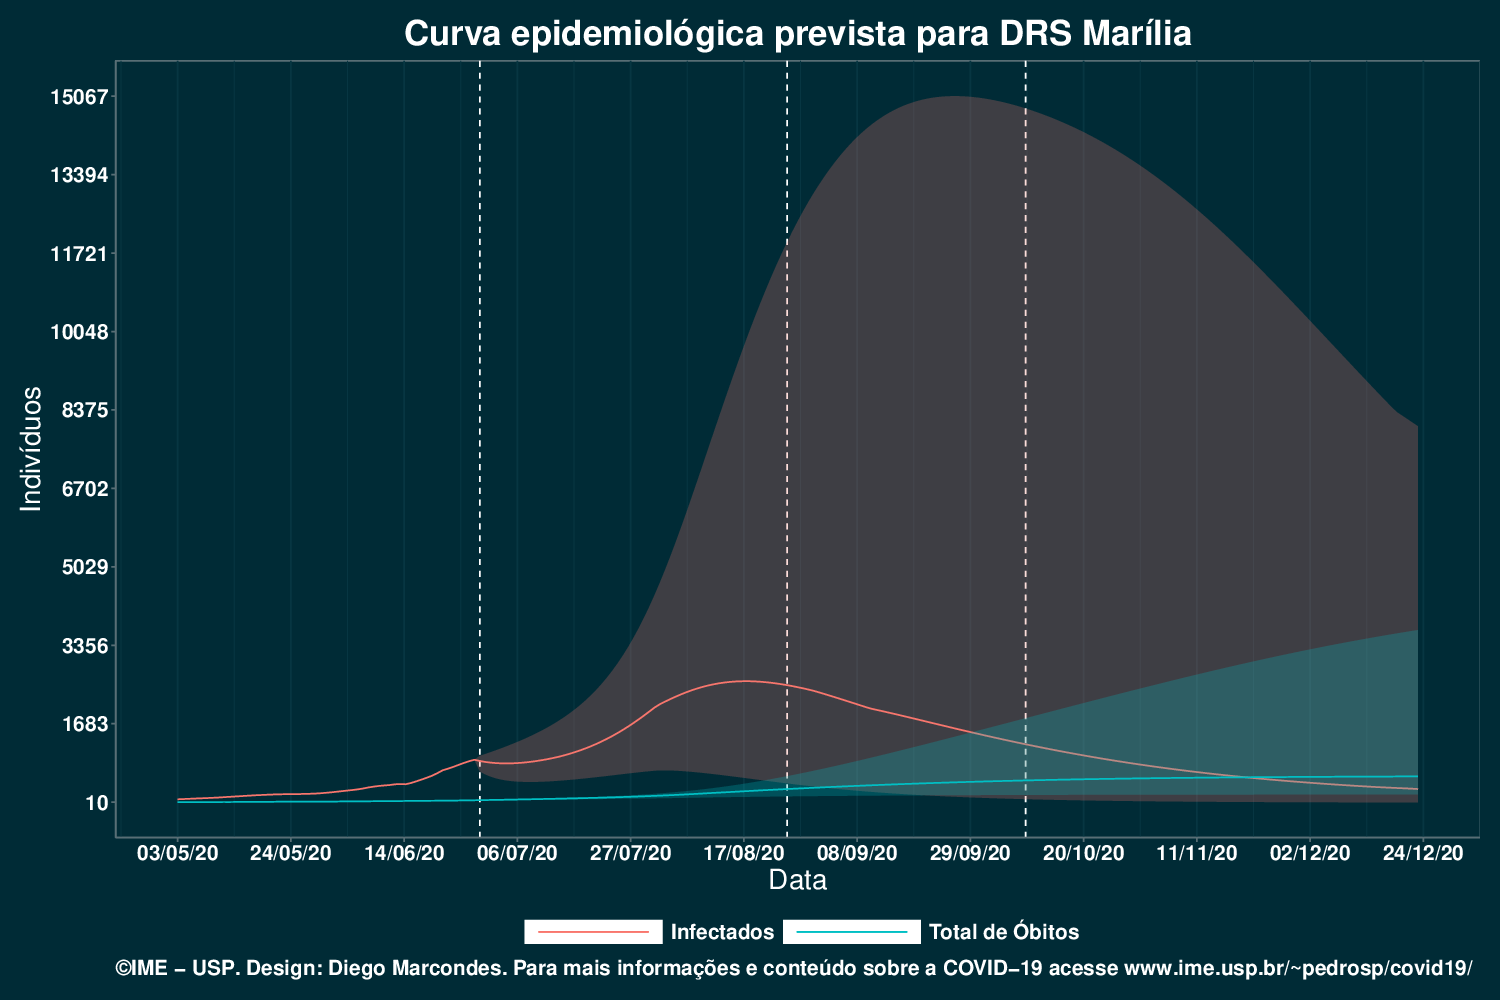 Curva epidemiológica prevista para DRS Marília
Indivíduos
15067
13394
11721
10048
8375
6702
5029
3356
1683
10
03/05/20 24/05/20 14/06/20 06/07/20 27/07/20 17/08/20 08/09/20 29/09/20 20/10/20 11/11/20 02/12/20 24/12/20
Data
Infectados Total de Óbitos
©IME − USP. Design: Diego Marcondes. Para mais informações e conteúdo sobre a COVID−19 acesse www.ime.usp.br/~pedrosp/covid19/